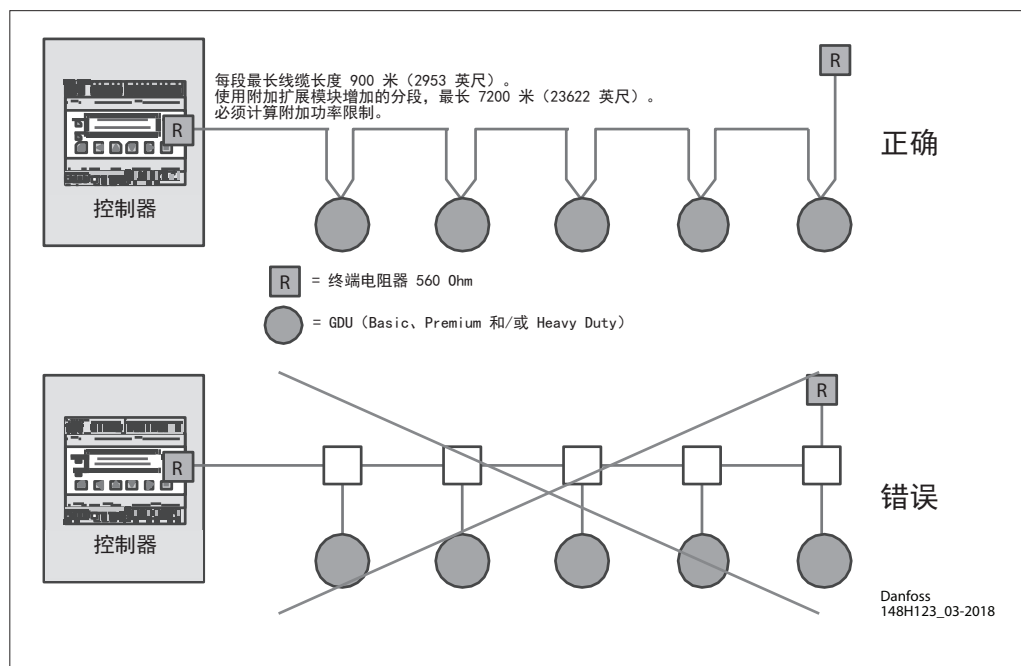 每段最长线缆长度 900 米（2953 英尺）。
使用附加扩展模块增加的分段，最长 7200 米（23622 英尺）。
必须计算附加功率限制。
R
R
正确
控制器
R = 终端电阻器 560 Ohm
= GDU（Basic、Premium 和/或 Heavy Duty）
R
R
错误
控制器
Danfoss
148H123_03-2018